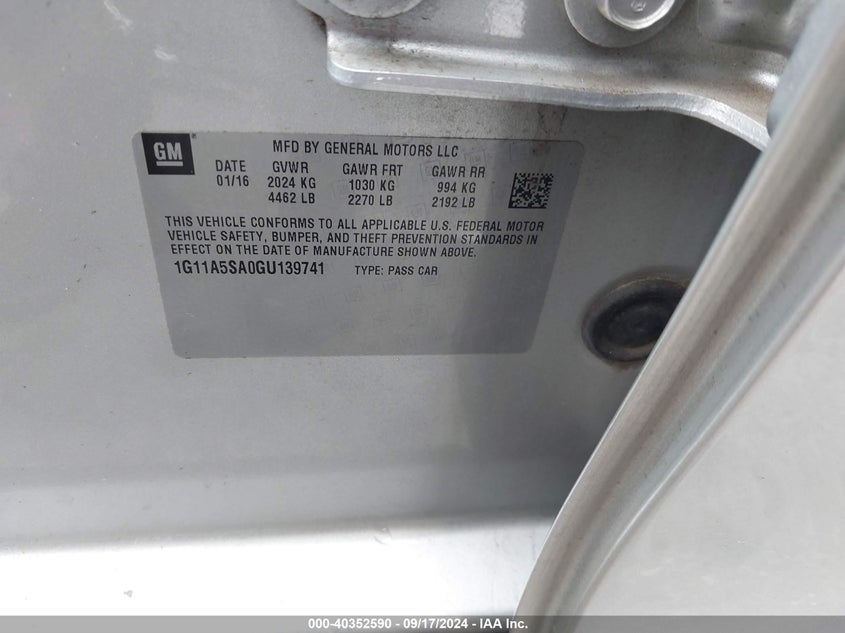 GM
MFD BY GENERAL MOTORS LLC
DATE GVWR GAWR FRT GAWR RR
01/16 2024 KG 1030 KG 994 KG
4462 LB 2270 LB 2192 LB
THIS VEHICLE CONFORMS TO ALL APPLICABLE U.S. FEDERAL MOTOR
VEHICLE SAFETY, BUMPER, AND THEFT PREVENTION STANDARDS IN
EFFECT ON THE DATE OF MANUFACTURE SHOWN ABOVE.
1G11A5SA0GU139741 TYPE: PASS CAR
000-40352590 - 09/17/2024 - IAA Inc.